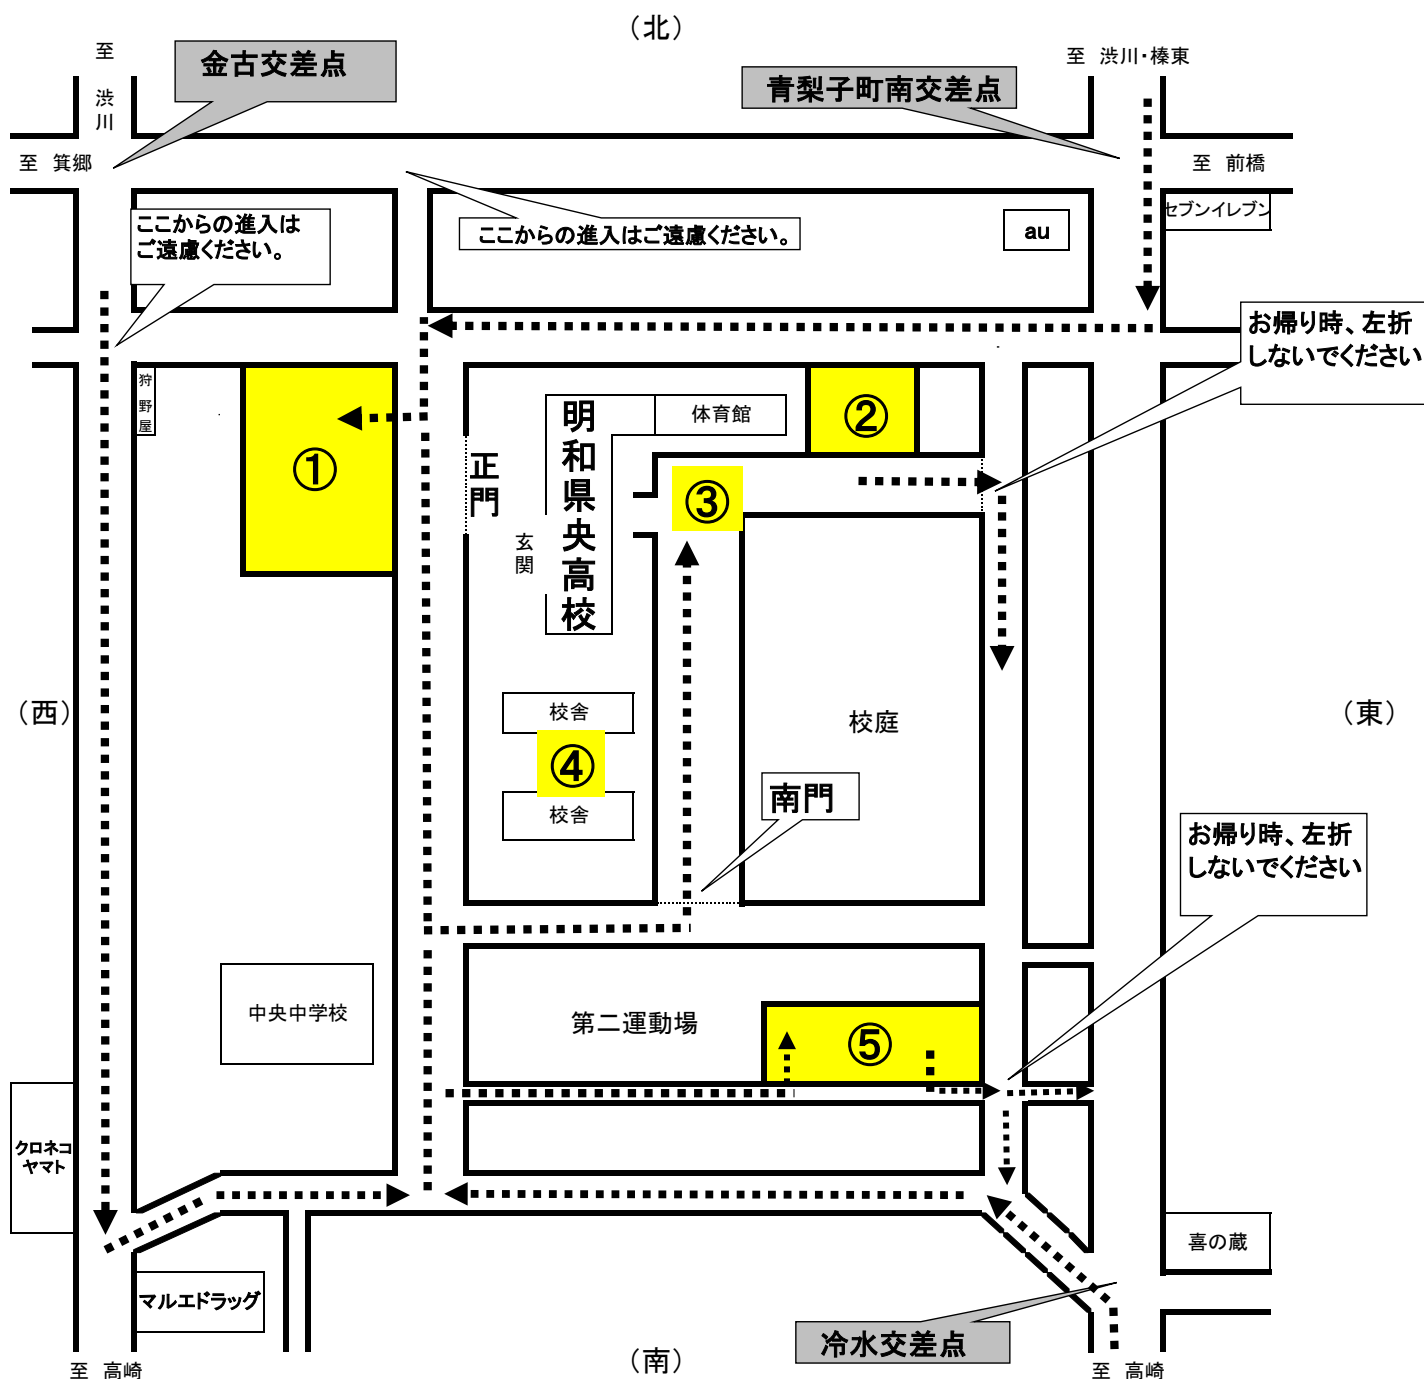 （北）
至
渋
川
金古交差点
至 渋川・榛東
青梨子町南交差点
至 箕郷
至 前橋
セブンイレブン
ここからの進入は
ご遠慮ください。
ここからの進入はご遠慮ください。
au
お帰り時、左折
しないでください
狩
野
屋
①
正
門
明
和
県
央
高
校
体育館
②
③
玄
関
（西）
（東）
校舎
④
校舎
校庭
南門
お帰り時、左折
しないでください
中央中学校
第二運動場
⑤
クロネコ
ヤマト
喜の蔵
マルエドラッグ
冷水交差点
（南）
至 高崎
至 高崎